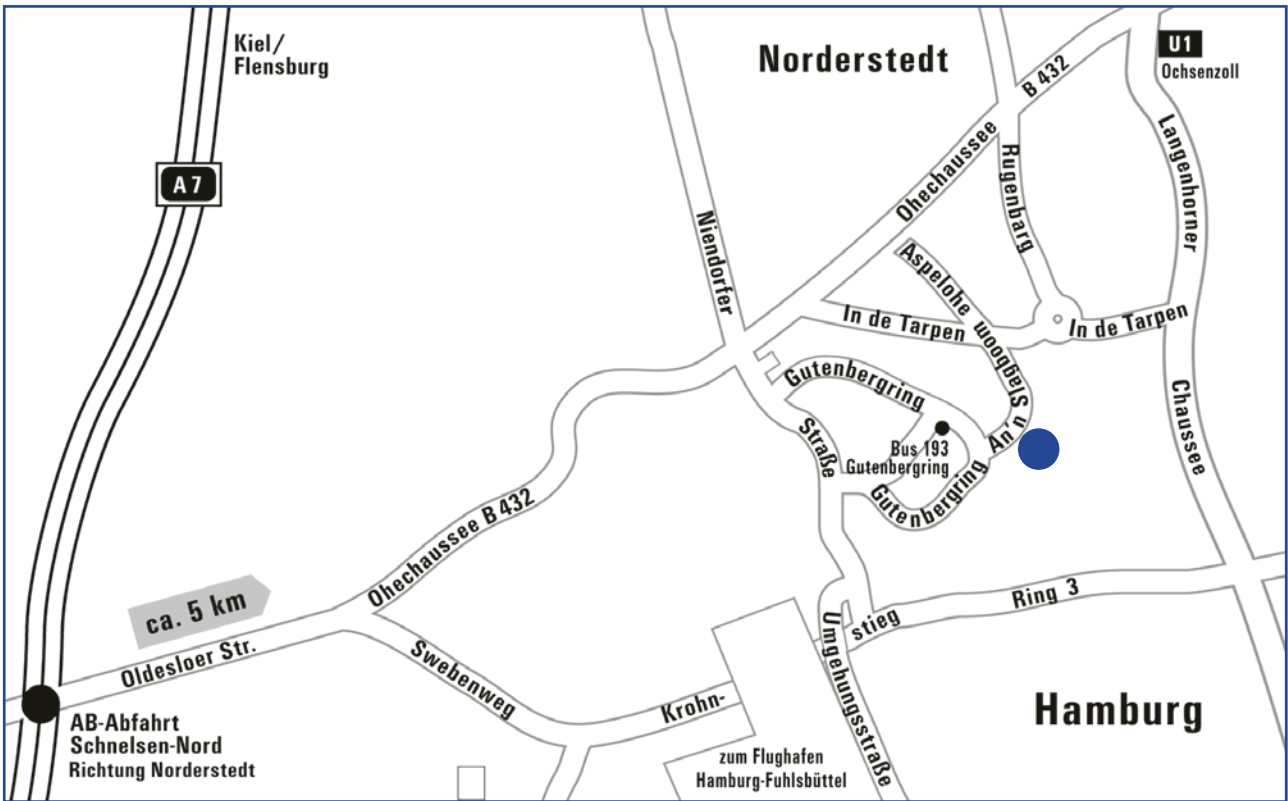 Kiel/
Flensburg
Norderstedt
U1
Ochsenzoll
B 432
A 7
Ohechaussee
Rugenbarg
Langenhorner
Niendorfer
Aspelohe
In de Tarpen
In de Tarpen
Gutenbergring
An'n Slagboom
Chaussee
Straße
Bus 193
Gutenbergring
Gutenbergring
Ohechaussee B 432
ca. 5 km
Ring 3
stieg
Umgehungsstraße
Oldesloer Str.
Swebenweg
Krohn-
Hamburg
AB-Abfahrt
Schnelsen-Nord
Richtung Norderstedt
zum Flughafen
Hamburg-Fuhlsbüttel